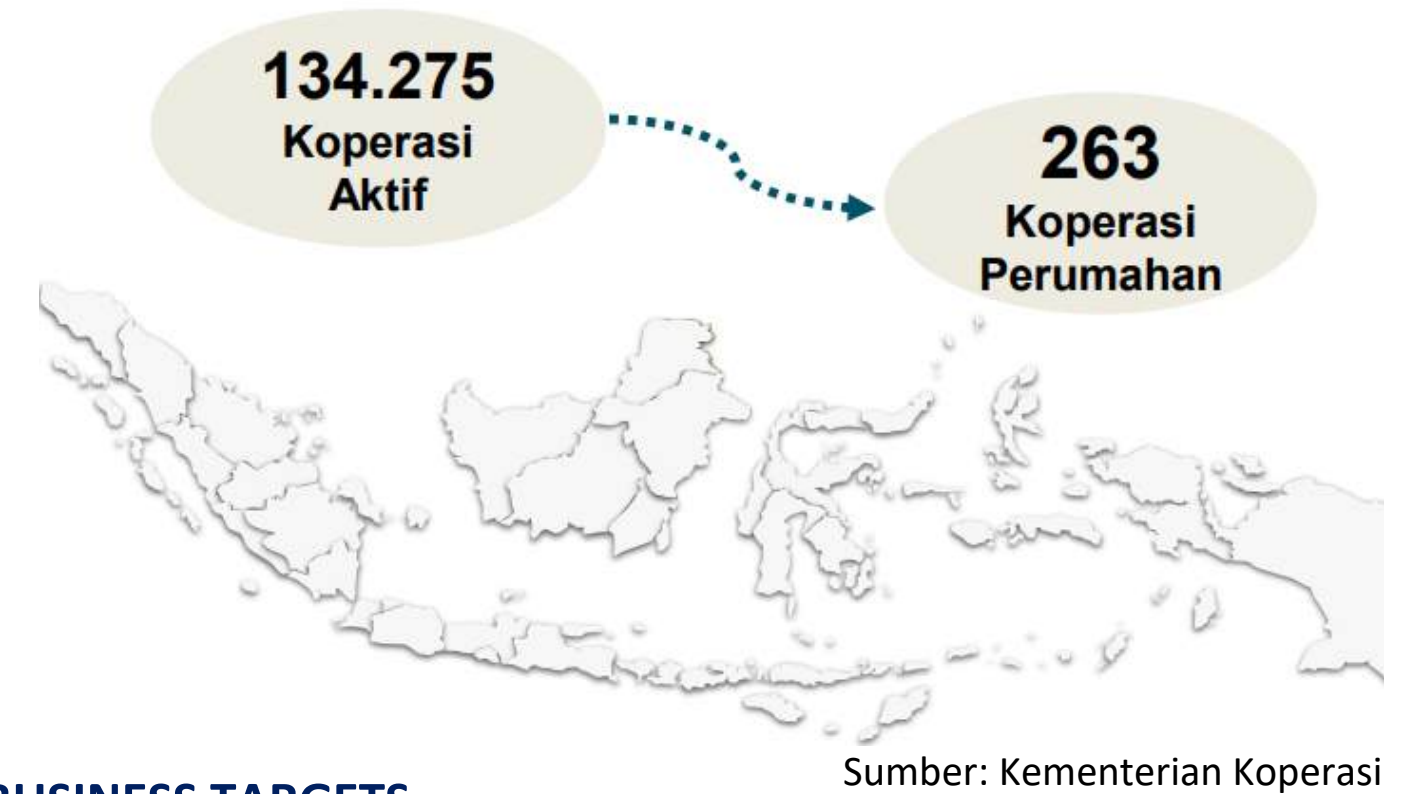 134.275
Koperasi
Aktif
263
Koperasi
Perumahan
Sumber: Kementerian Koperasi
BUSINESS TARGETS